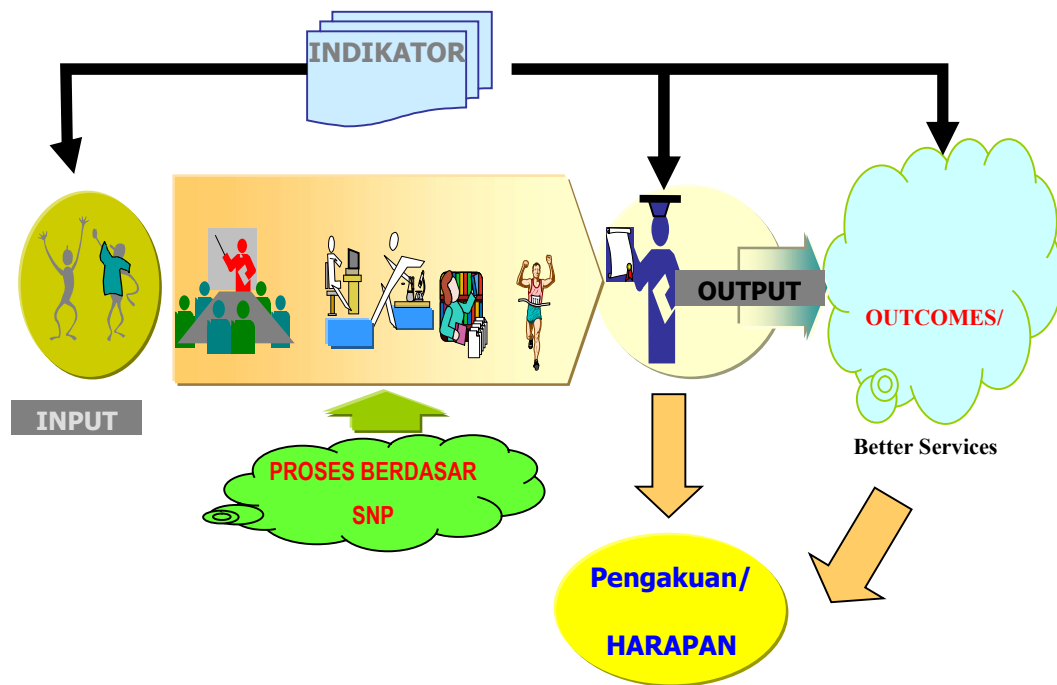 INDIKATOR
INPUT
OUTPUT
OUTCOMES/
Better Services
PROSES BERDASAR
SNP
Pengakuan/
HARAPAN